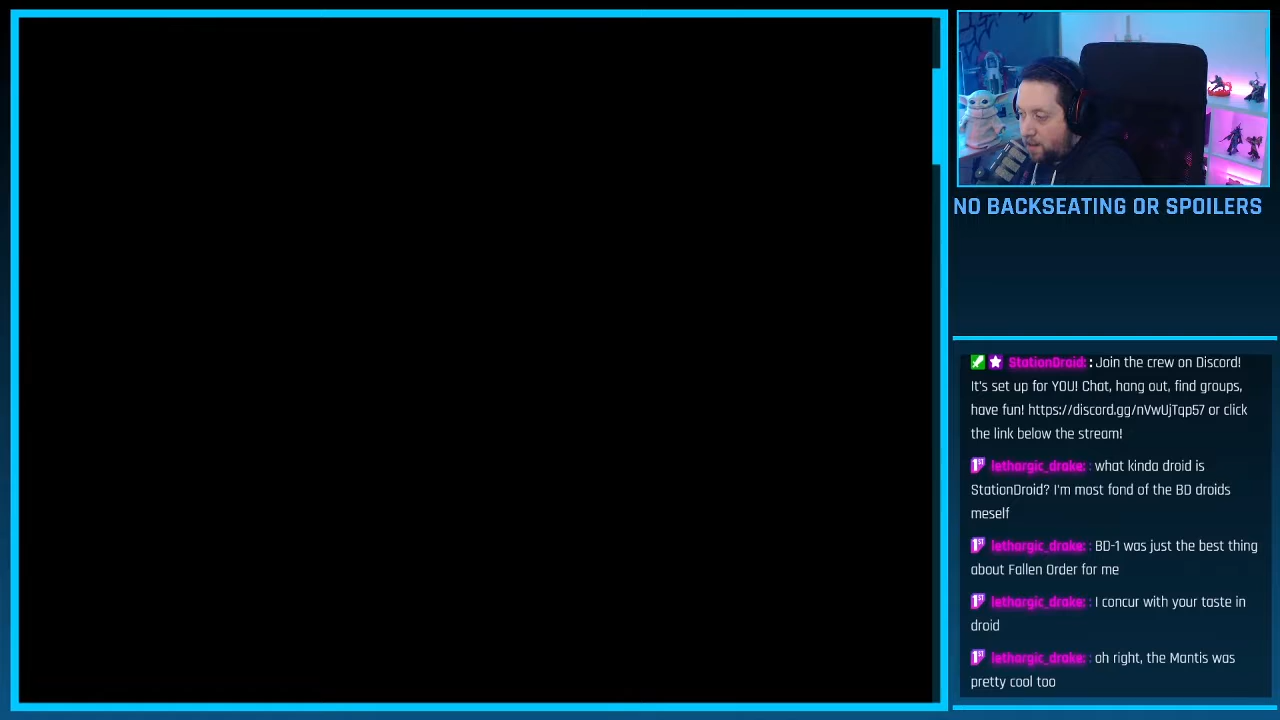 NO BACKSEATING OR SPOILERS
StationDroid: : Join the crew on Discord!
It's set up for YOU! Chat, hang out, find groups,
have fun! https://discord.gg/nVwUjTqp57 or click
the link below the stream!
lethargic_drake: : what kinda droid is
StationDroid? I'm most fond of the BD droids
meself
lethargic_drake: : BD-1 was just the best thing
about Fallen Order for me
lethargic_drake: : I concur with your taste in
droid
lethargic_drake: : oh right, the Mantis was
pretty cool too